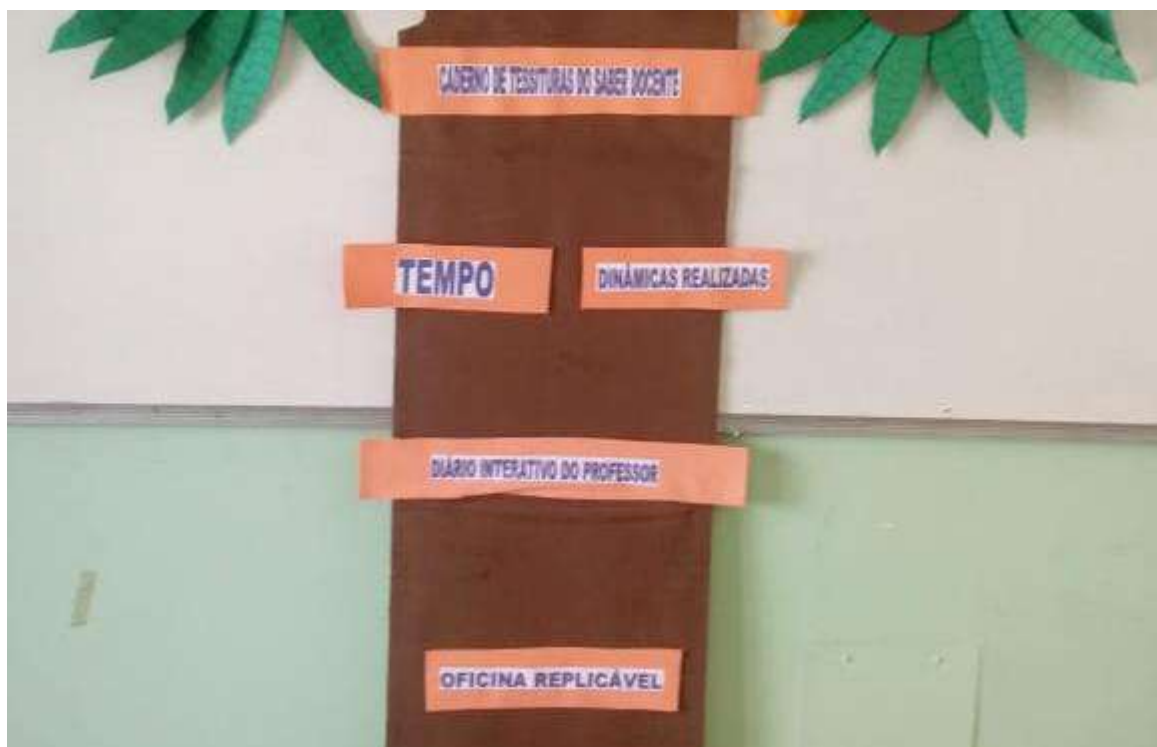 CADERNO DE TESSITURAS DO SABER DOCENTE
TEMPO
DINÂMICAS REALIZADAS
DIÁRIO INTERATIVO DO PROFESSOR
OFICINA REPLICÁVEL